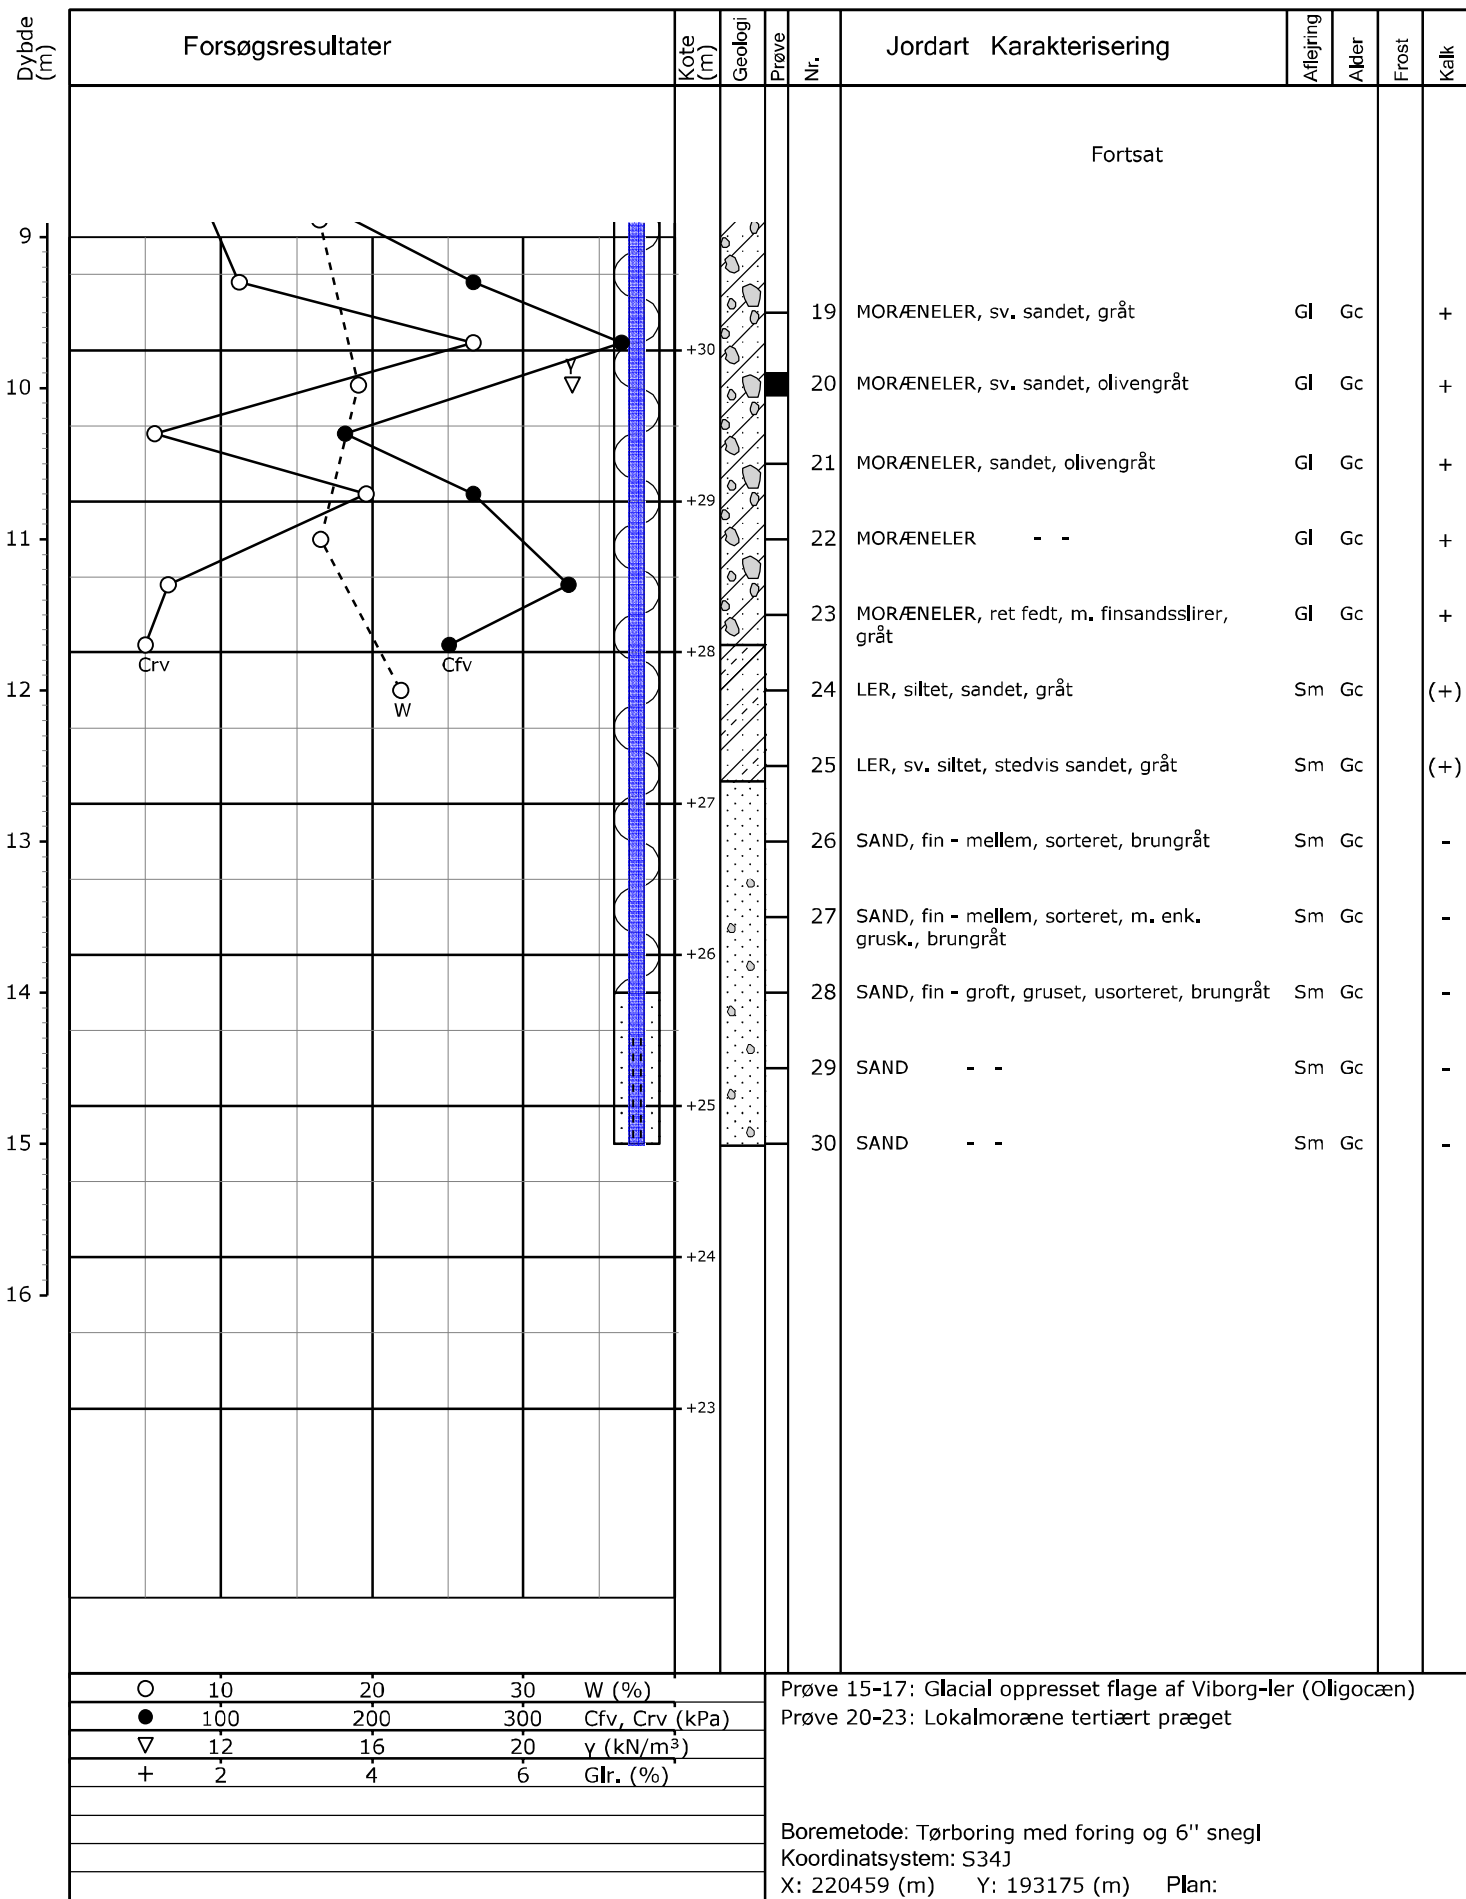 Dybde (m)
Forsøgsresultater
Kote (m)
Geologi
Prøve
Nr.
Jordart Karakterisering
Aflejring
Alder
Frost
Kalk
Fortsat
9
19 MORÆNELER, sv. sandet, gråt Gl Gc +
+30
γ
10
20 MORÆNELER, sv. sandet, olivengråt Gl Gc +
21 MORÆNELER, sandet, olivengråt Gl Gc +
+29
11
22 MORÆNELER - - Gl Gc +
23 MORÆNELER, ret fedt, m. finsandsslirer, Gl Gc +
gråt
Crv Cfv +28
12
24 LER, siltet, sandet, gråt Sm Gc (+)
W
25 LER, sv. siltet, stedvis sandet, gråt Sm Gc (+)
+27
13
26 SAND, fin - mellem, sorteret, brungråt Sm Gc -
27 SAND, fin - mellem, sorteret, m. enk. Sm Gc -
grusk., brungråt
+26
14
28 SAND, fin - groft, gruset, usorteret, brungråt Sm Gc -
29 SAND - - Sm Gc -
+25
15
30 SAND - - Sm Gc -
+24
16
+23
10 20 30 W (%)
100 200 300 Cfv, Crv (kPa)
12 16 20 γ (kN/m³)
+ 2 4 6 Glr. (%)
Prøve 15-17: Glacial oppresset flage af Viborg-ler (Oligocæn)
Prøve 20-23: Lokalmoræne tertiært præget
Boremetode: Tørboring med foring og 6" snegl
Koordinatsystem: S34J
X: 220459 (m) Y: 193175 (m) Plan: